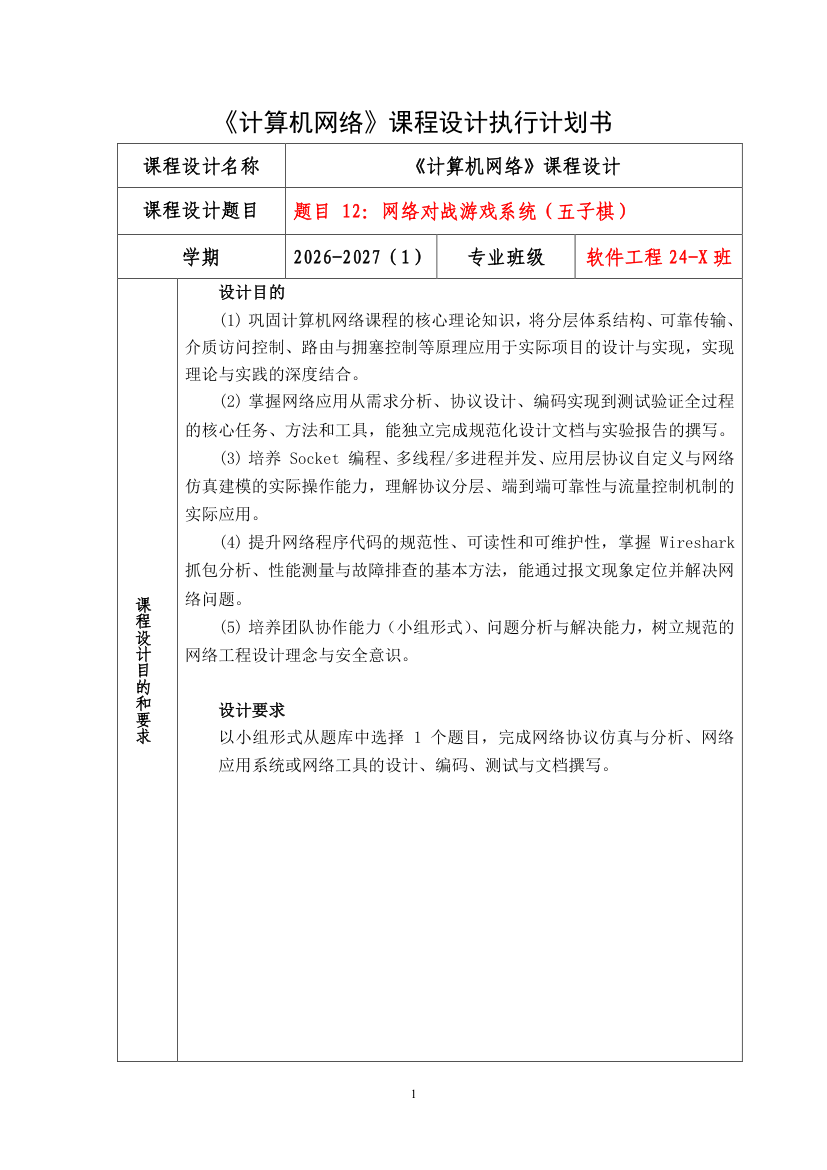 《计算机网络》课程设计执行计划书
课程设计名称 《计算机网络》课程设计
课程设计题目 题目 12：网络对战游戏系统（五子棋）
学期 2026-2027（1） 专业班级 软件工程 24-X 班
课程设计目的和要求
设计目的
(1) 巩固计算机网络课程的核心理论知识，将分层体系结构、可靠传输、
介质访问控制、路由与拥塞控制等原理应用于实际项目的设计与实现，实现
理论与实践的深度结合。
(2) 掌握网络应用从需求分析、协议设计、编码实现到测试验证全过程
的核心任务、方法和工具，能独立完成规范化设计文档与实验报告的撰写。
(3) 培养 Socket 编程、多线程/多进程并发、应用层协议自定义与网络
仿真建模的实际操作能力，理解协议分层、端到端可靠性与流量控制机制的
实际应用。
(4) 提升网络程序代码的规范性、可读性和可维护性，掌握 Wireshark
抓包分析、性能测量与故障排查的基本方法，能通过报文现象定位并解决网
络问题。
(5) 培养团队协作能力（小组形式）、问题分析与解决能力，树立规范的
网络工程设计理念与安全意识。
设计要求
以小组形式从题库中选择 1 个题目，完成网络协议仿真与分析、网络
应用系统或网络工具的设计、编码、测试与文档撰写。
1